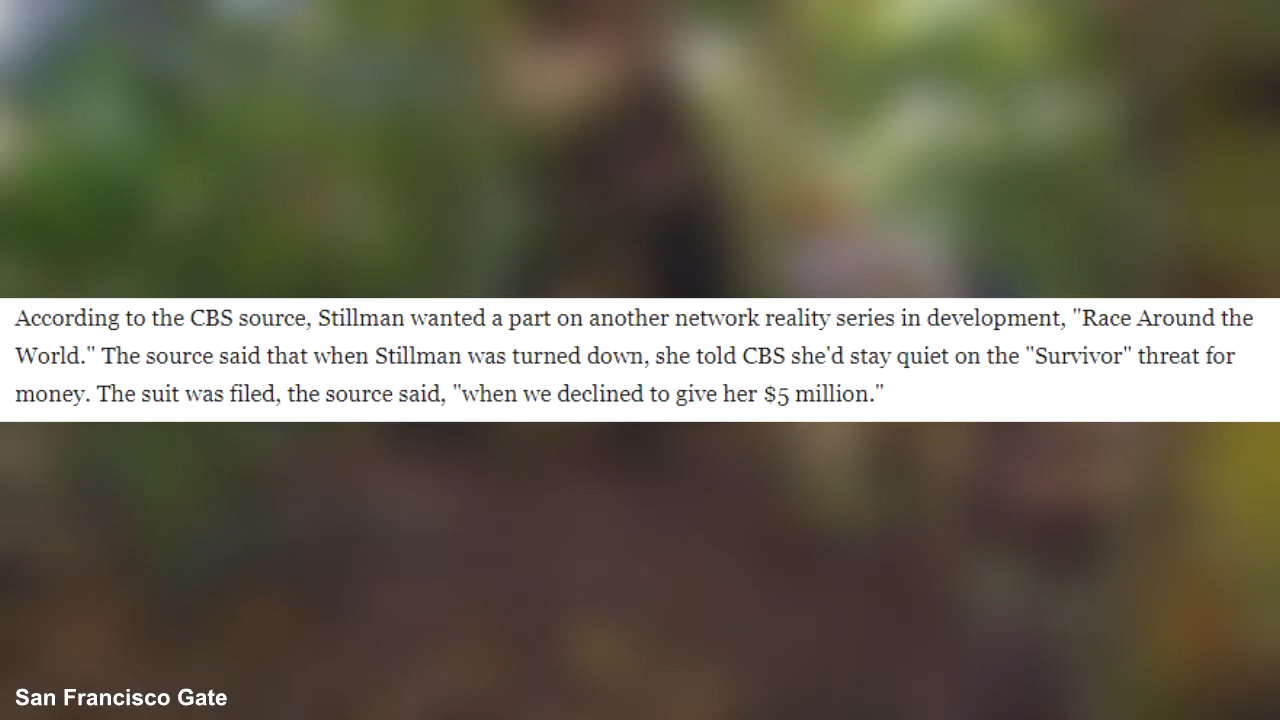 According to the CBS source, Stillman wanted a part on another network reality series in development, "Race Around the
World." The source said that when Stillman was turned down, she told CBS she'd stay quiet on the "Survivor" threat for
money. The suit was filed, the source said, "when we declined to give her $5 million."
San Francisco Gate